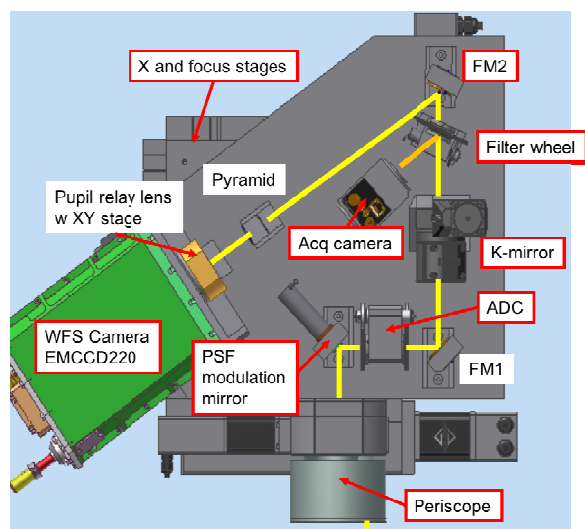 X and focus stages
FM2
Filter wheel
Pyramid
Pupil relay lens
w XY stage
Acq camera
K-mirror
ADC
WFS Camera
EMCCD220
PSF
modulation
mirror
FM1
Periscope